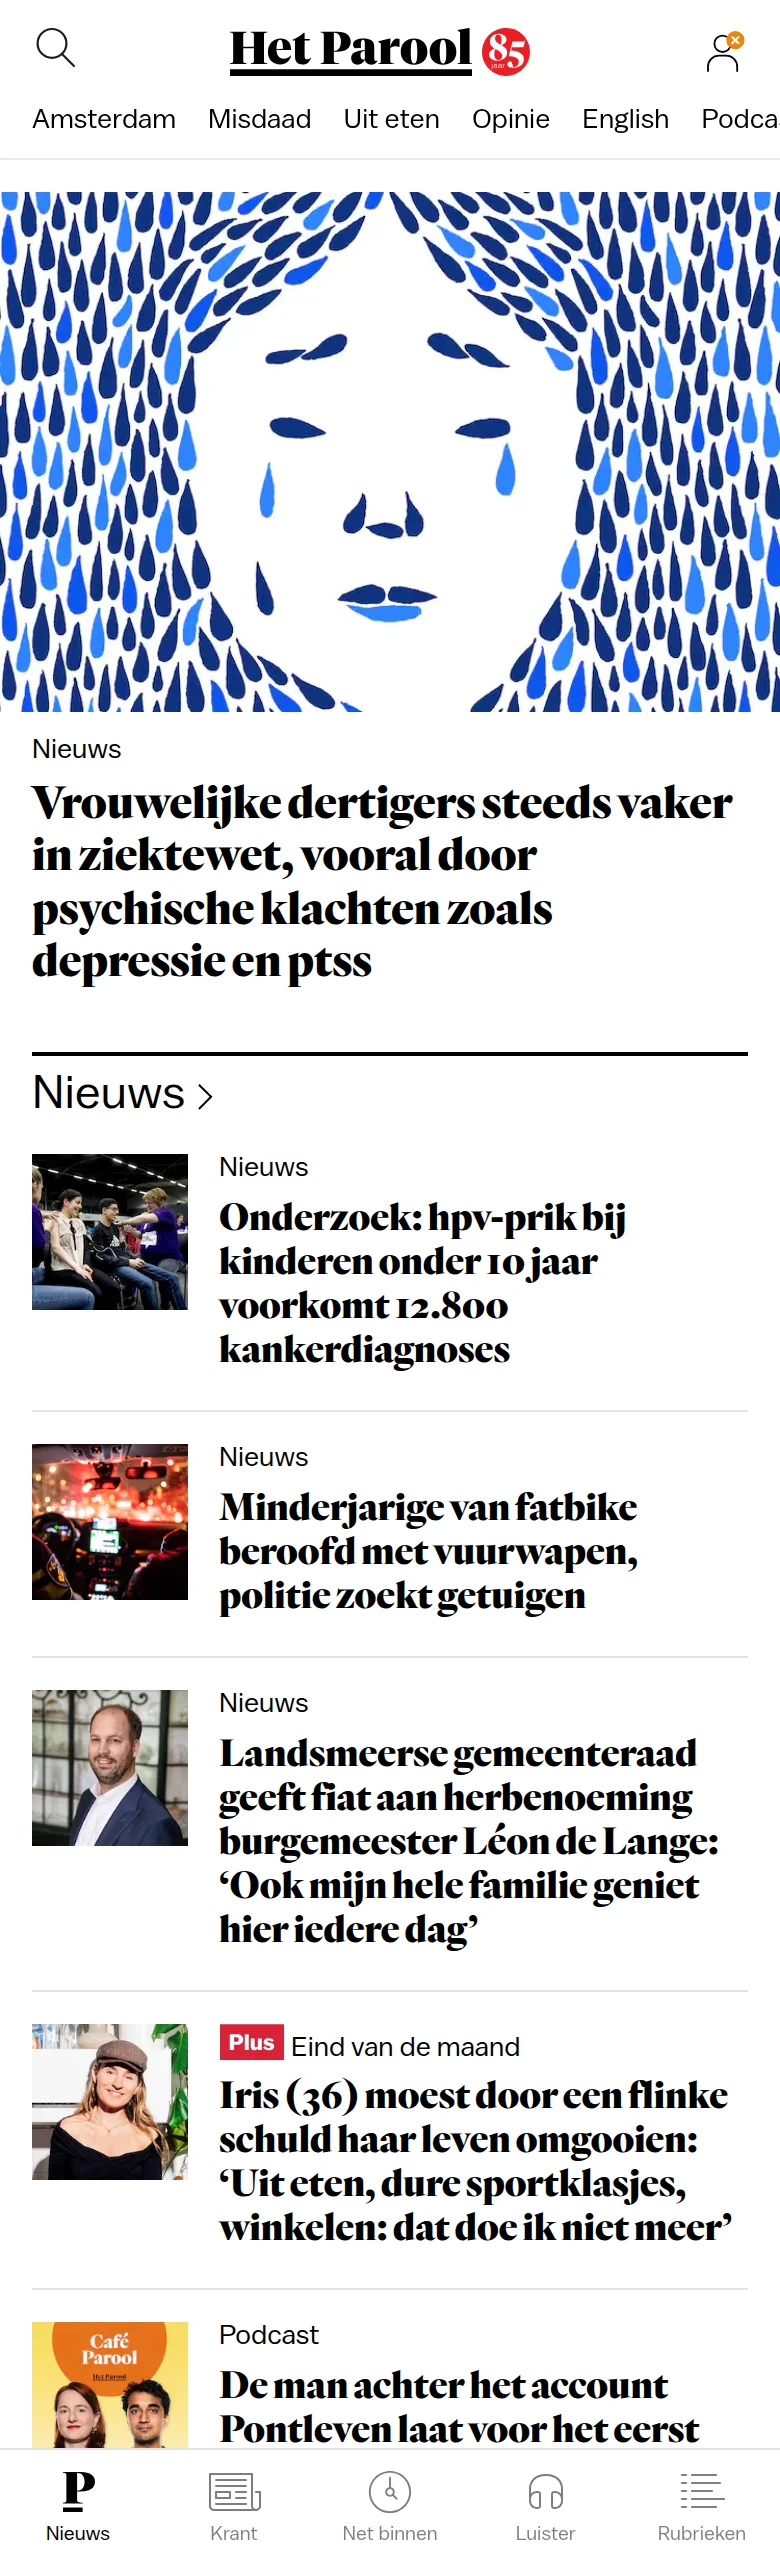 Het Parool 85 jaar
Amsterdam Misdaad Uit eten Opinie English Podca
Nieuws
Vrouwelijke dertigers steeds vaker
in ziektewet, vooral door
psychische klachten zoals
depressie en ptss
Nieuws
Nieuws
Onderzoek: hpv-prik bij
kinderen onder 10 jaar
voorkomt 12.800
kankerdiagnoses
Nieuws
Minderjarige van fatbike
beroofd met vuurwapen,
politie zoekt getuigen
Nieuws
Landsmeerse gemeenteraad
geeft fiat aan herbenoeming
burgemeester Léon de Lange:
‘Ook mijn hele familie geniet
hier iedere dag’
Plus Eind van de maand
Iris (36) moest door een flinke
schuld haar leven omgooien:
‘Uit eten, dure sportklasjes,
winkelen: dat doe ik niet meer’
Café
Parool
Het Parool
Podcast
De man achter het account
Pontleven laat voor het eerst
P
Nieuws Krant Net binnen Luister Rubrieken